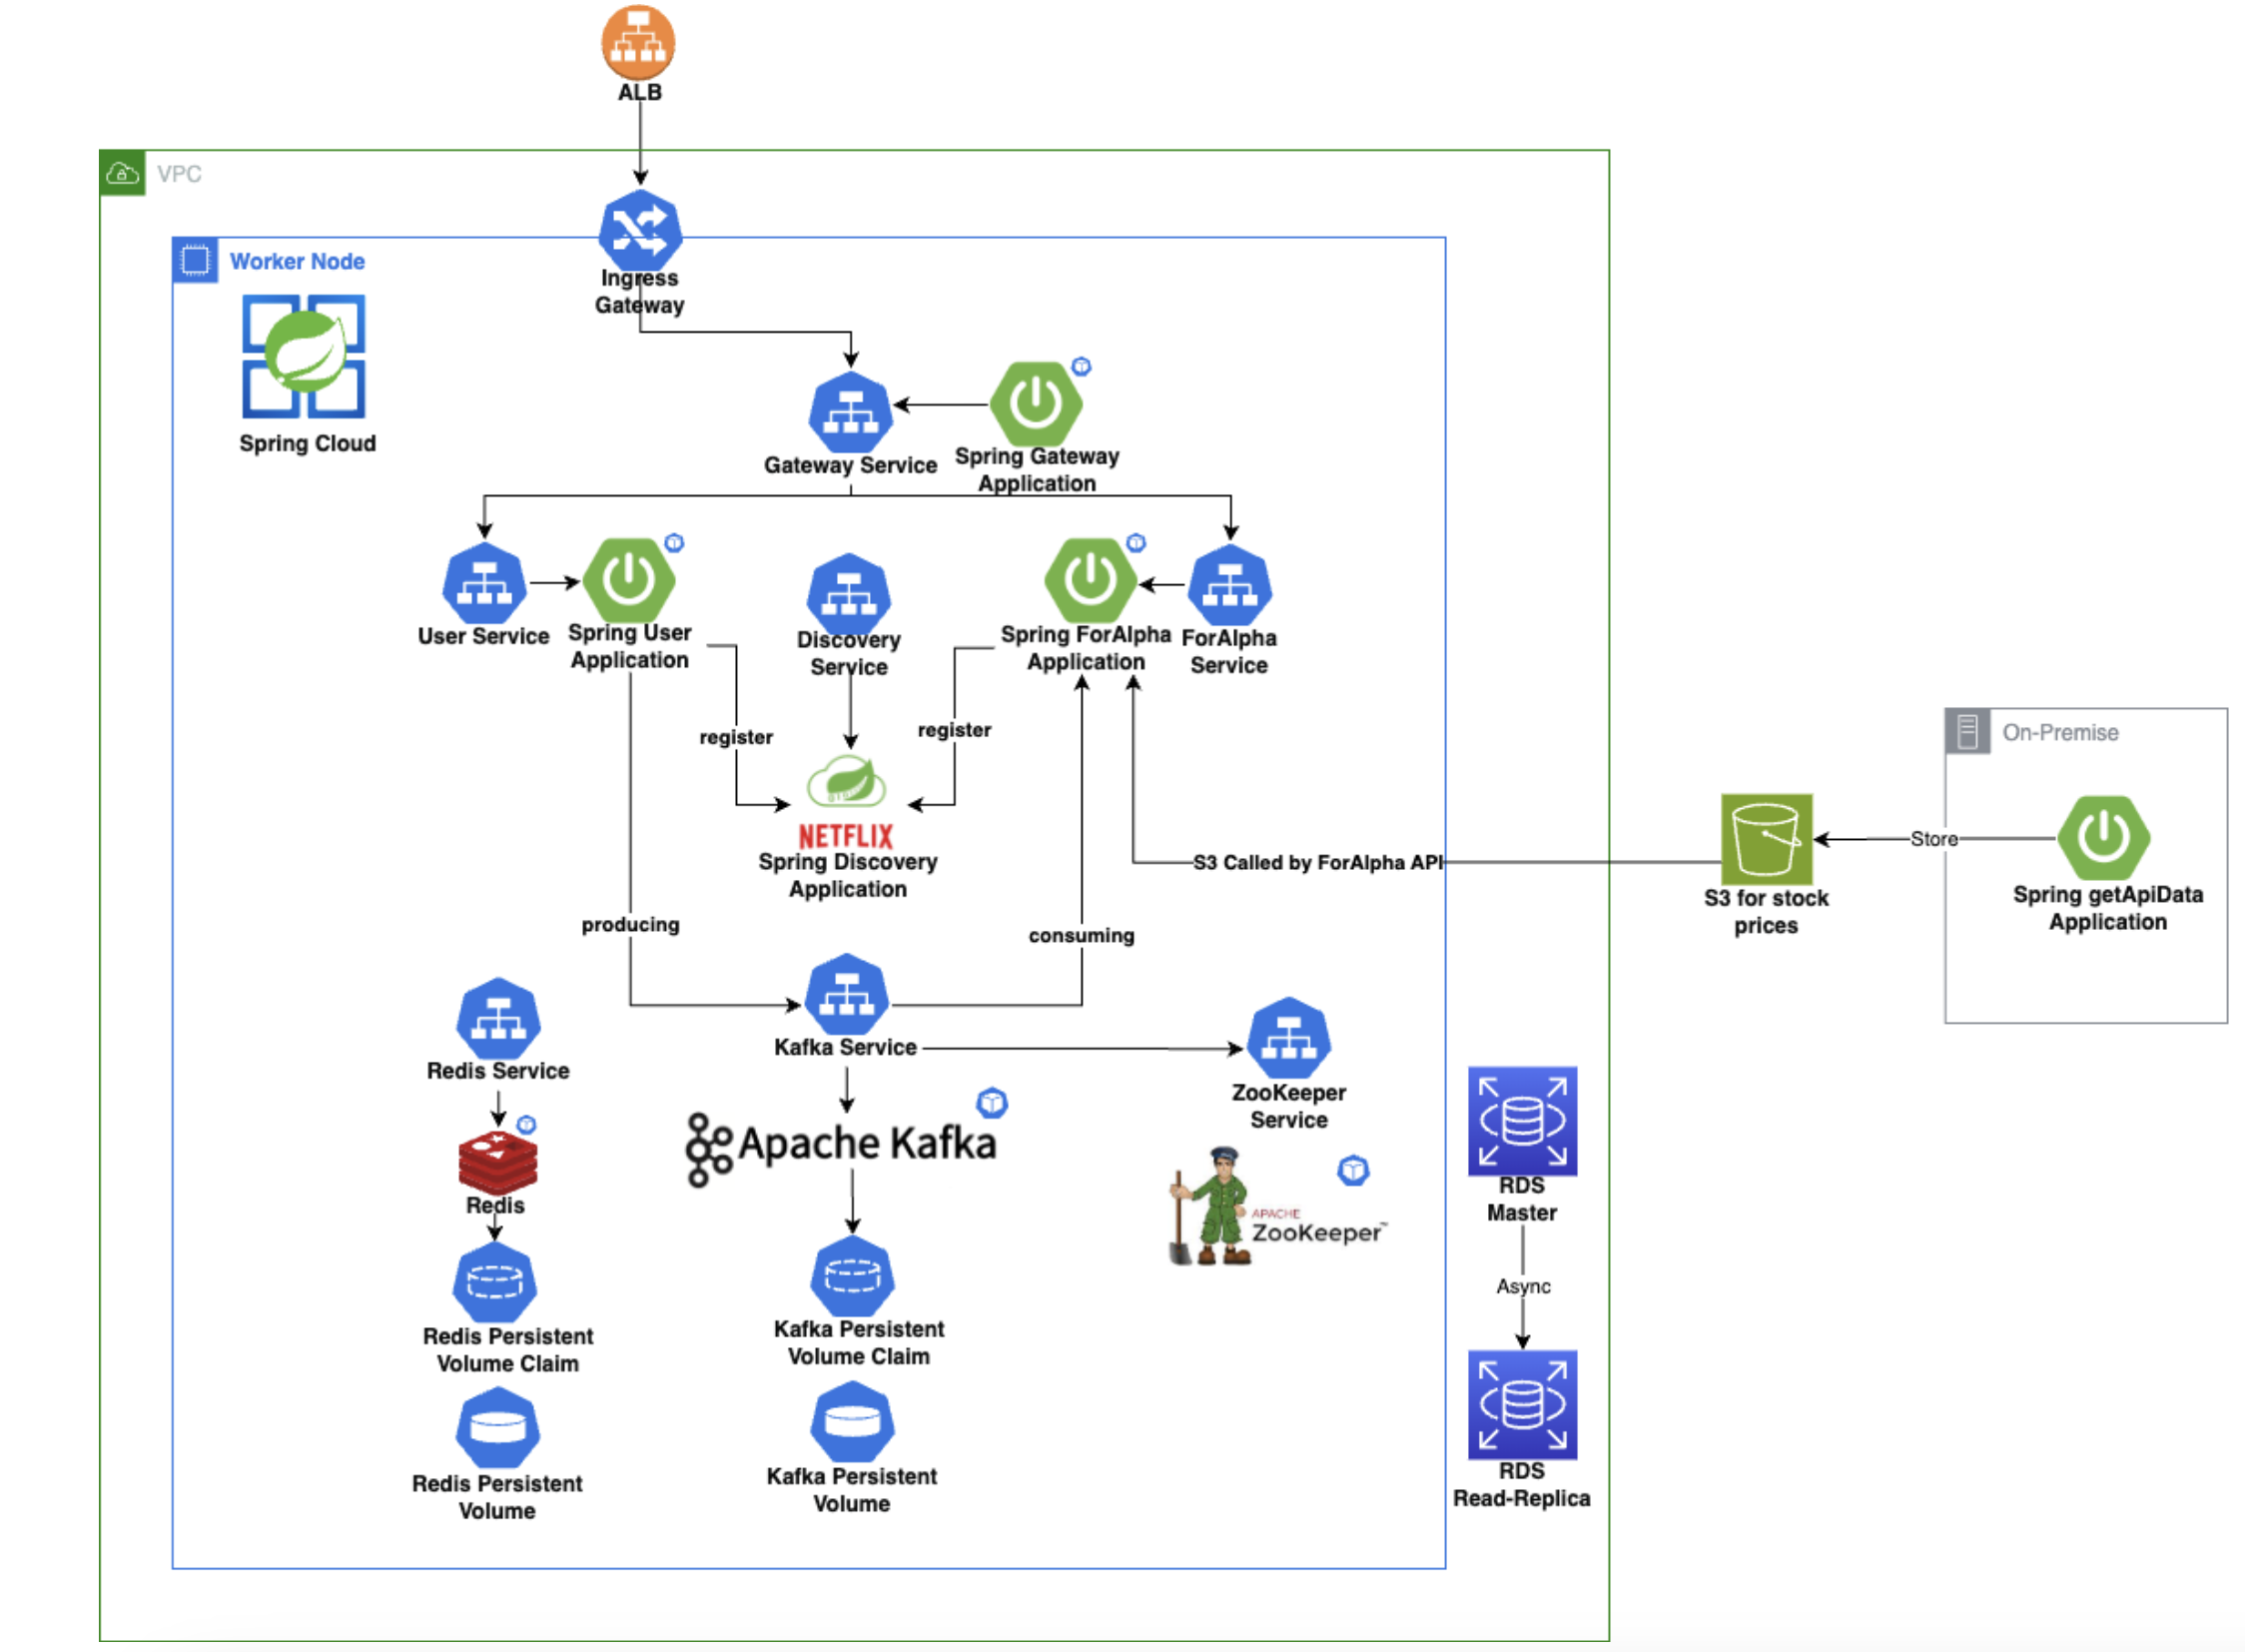 ALB
VPC
Worker Node
Ingress
Gateway
Spring Cloud
Gateway Service
Spring Gateway
Application
User Service
Spring User
Application
Discovery
Service
Spring ForAlpha
Application
ForAlpha
Service
register
register
On-Premise
NETFLIX
Spring Discovery
Application
S3 Called by ForAlpha API
Store
S3 for stock
prices
Spring getApiData
Application
producing
consuming
Redis Service
Kafka Service
ZooKeeper
Service
Apache Kafka
Redis
APACHE
ZooKeeper™
RDS
Master
Async
Redis Persistent
Volume Claim
Kafka Persistent
Volume Claim
Redis Persistent
Volume
Kafka Persistent
Volume
RDS
Read-Replica